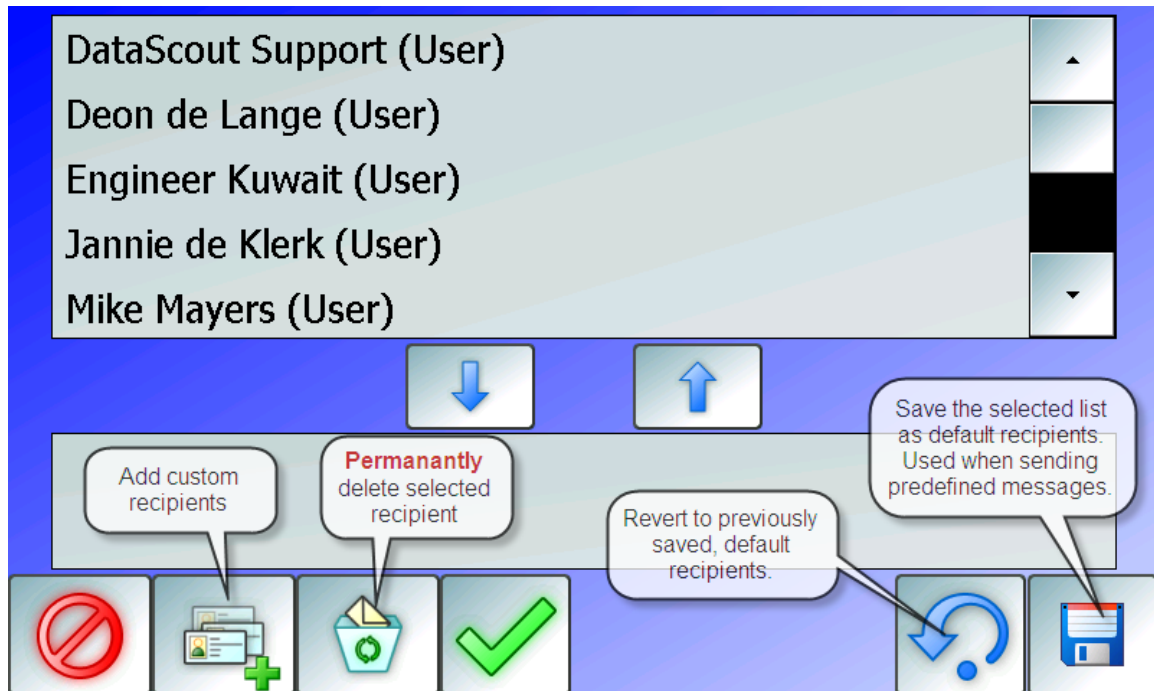 DataScout Support (User)
Deon de Lange (User)
Engineer Kuwait (User)
Jannie de Klerk (User)
Mike Mayers (User)
Add custom
recipients
Permanantly
delete selected
recipient
Revert to previously
saved, default
recipients.
Save the selected list
as default recipients.
Used when sending
predefined messages.